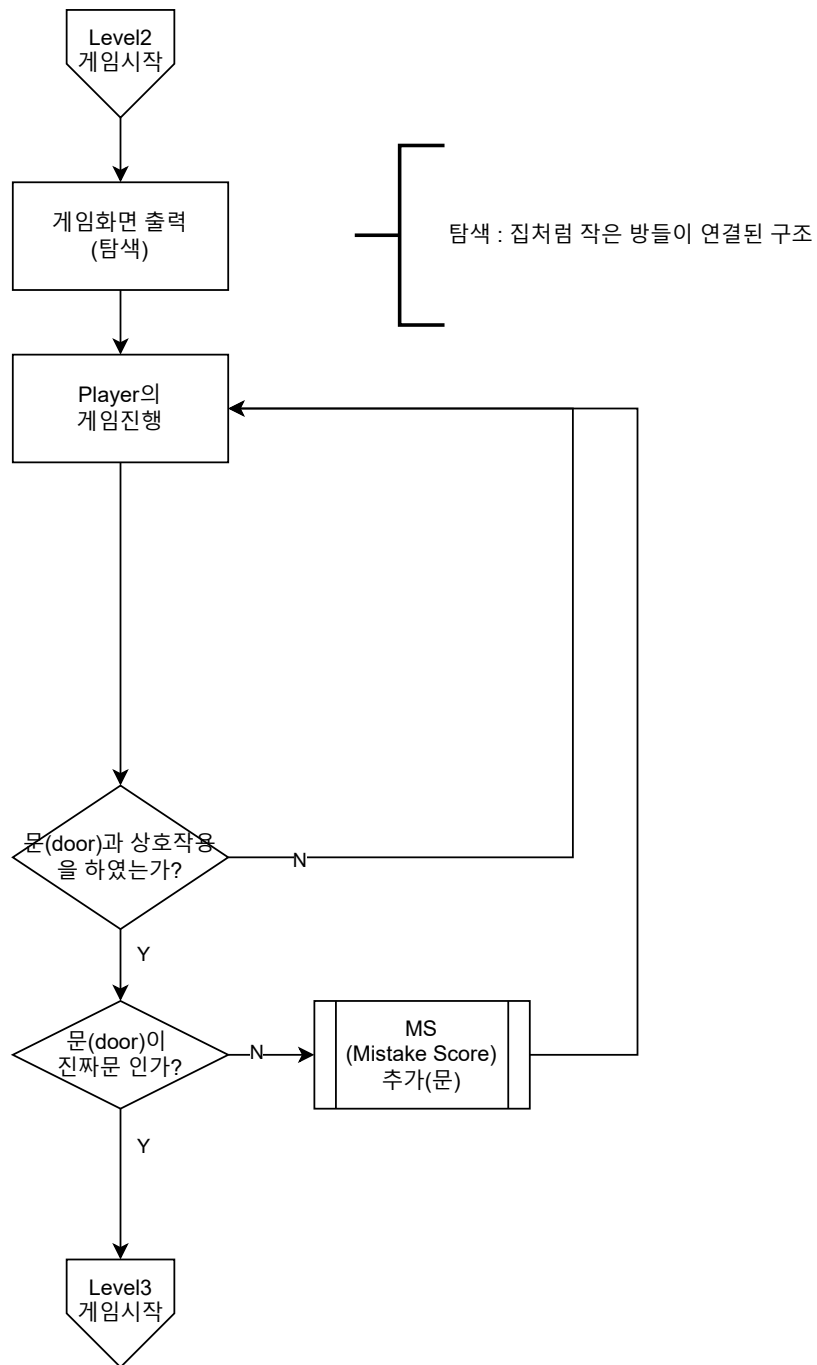 Level2
게임시작
게임화면 출력
(탐색)
탐색 : 집처럼 작은 방들이 연결된 구조
Player의
게임진행
문(door)과 상호작용
을 하였는가?
N
Y
문(door)이
진짜문 인가?
N
MS
(Mistake Score)
추가(문)
Y
Level3
게임시작